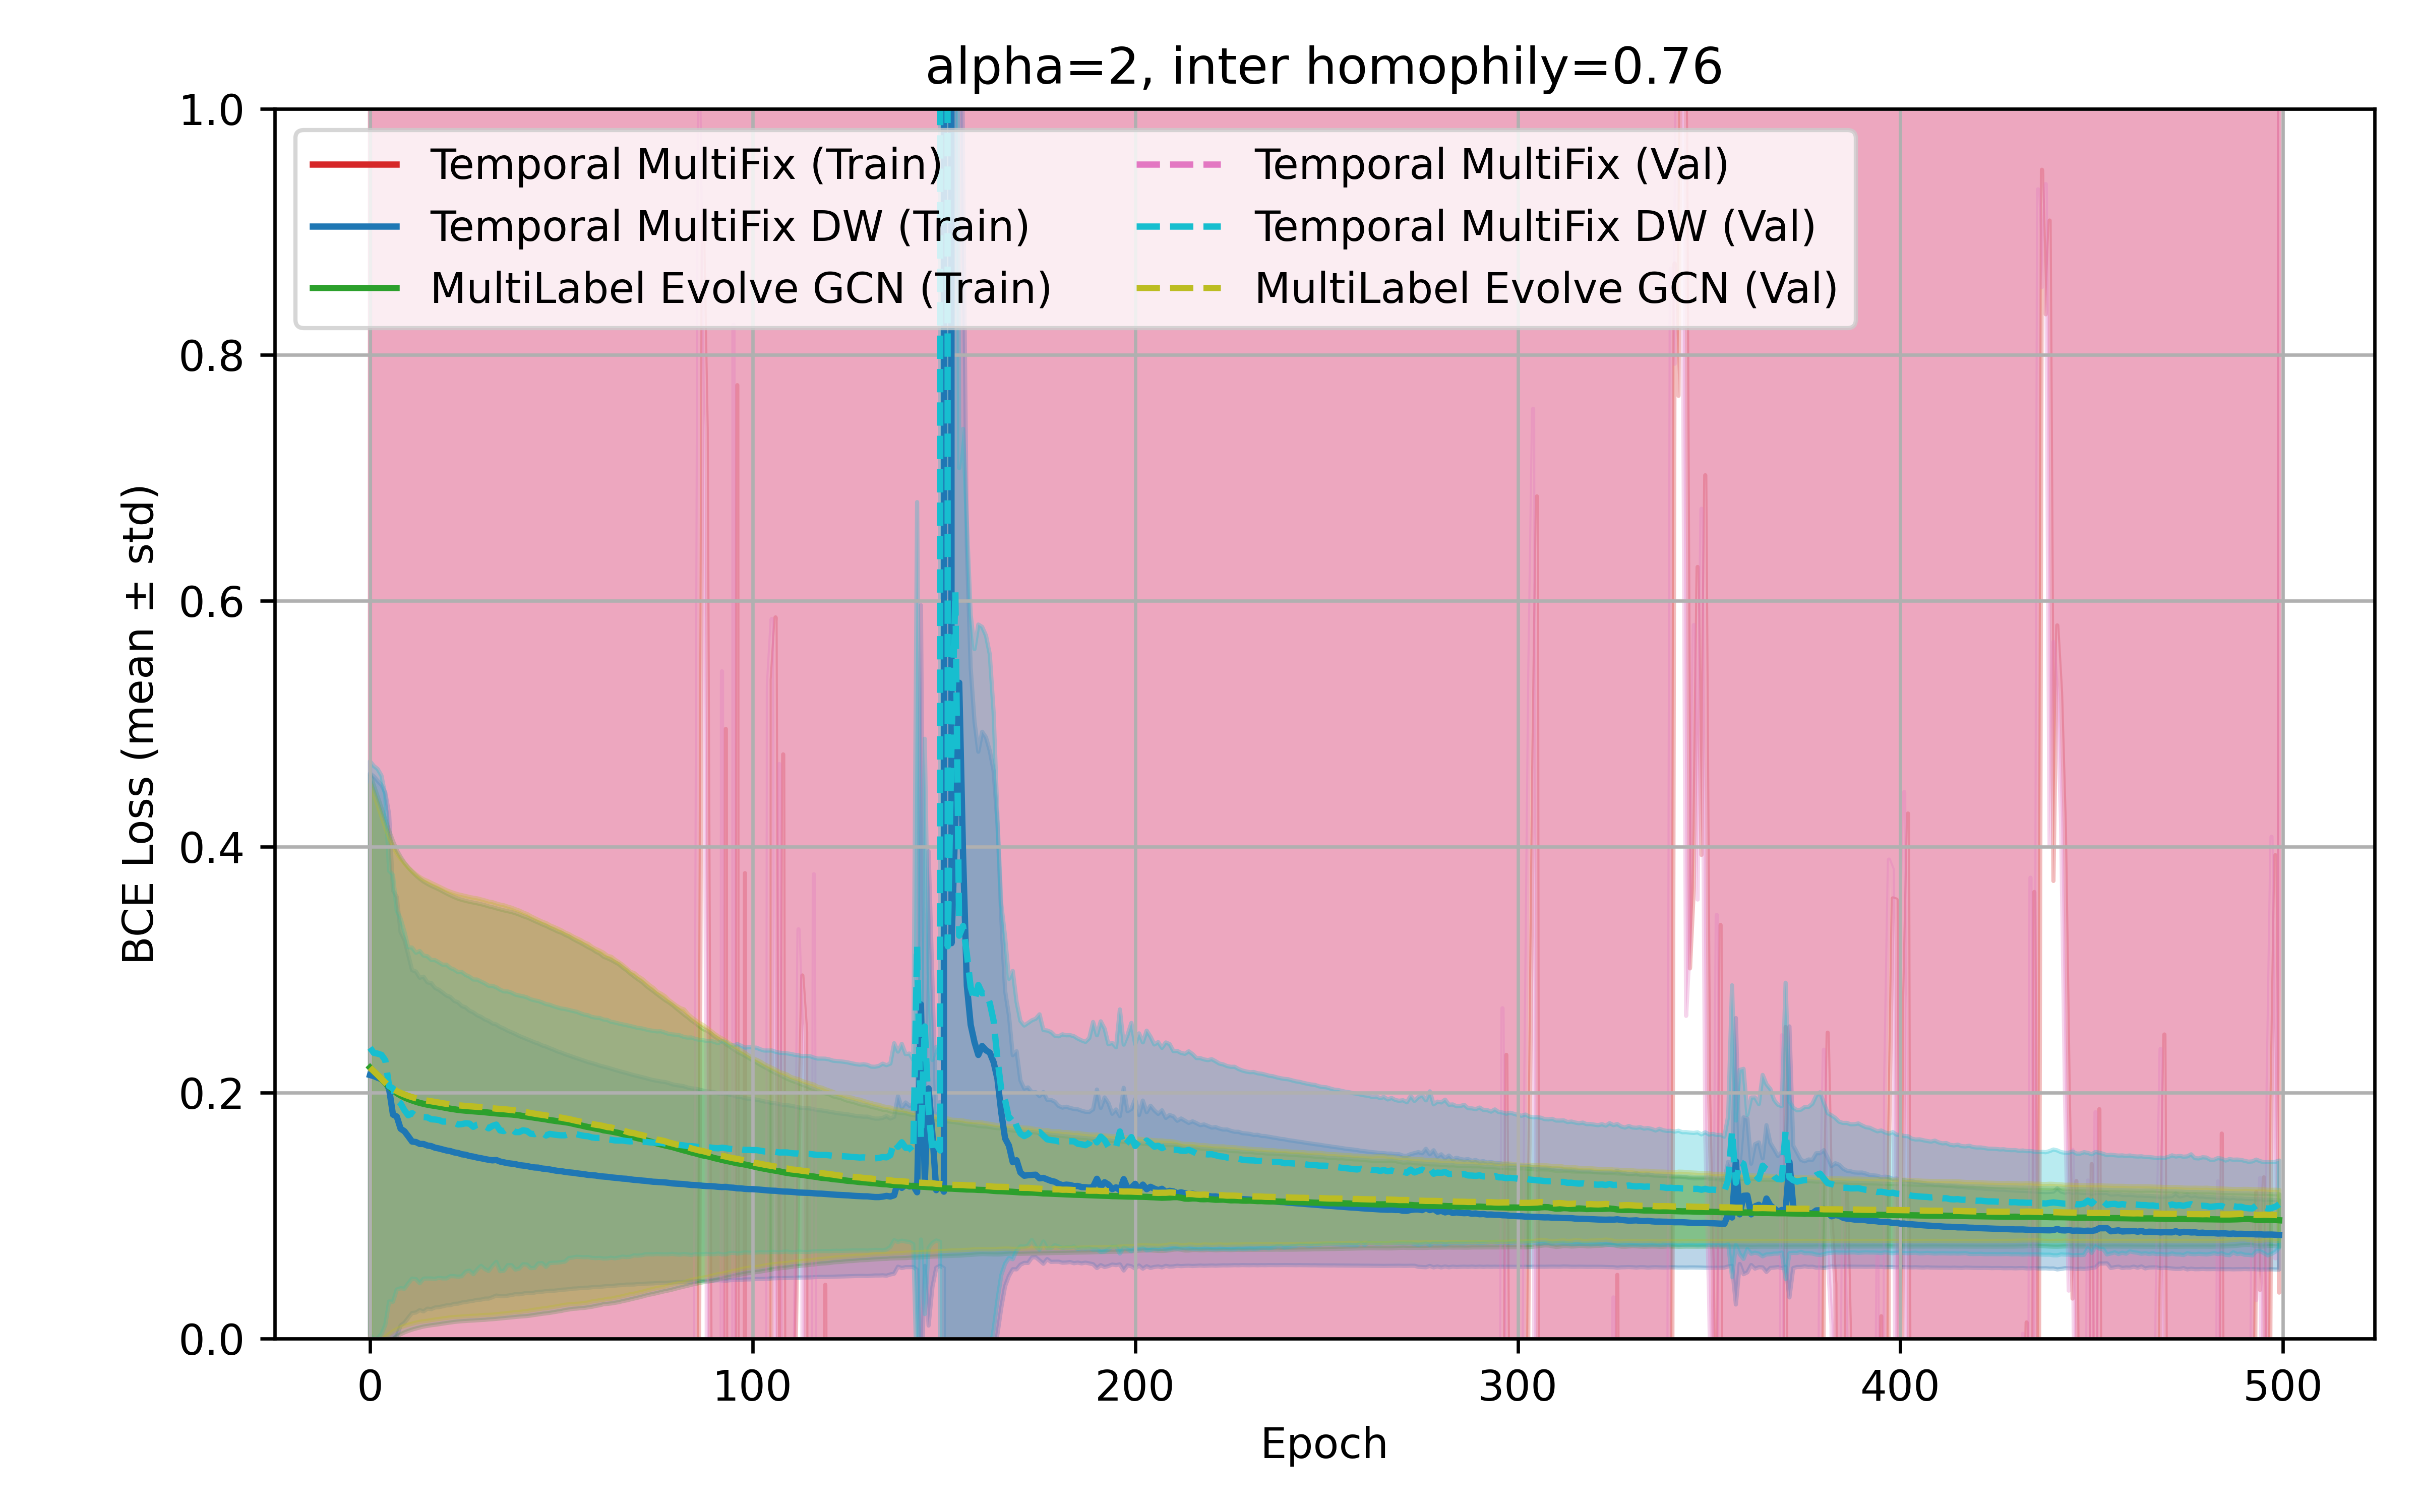 alpha=2, inter homophily=0.76
1.0
0.8
0.6
0.4
0.2
0.0
BCE Loss (mean ± std)
Temporal MultiFix (Train)
Temporal MultiFix DW (Train)
MultiLabel Evolve GCN (Train)
Temporal MultiFix (Val)
Temporal MultiFix DW (Val)
MultiLabel Evolve GCN (Val)
0 100 200 300 400 500
Epoch